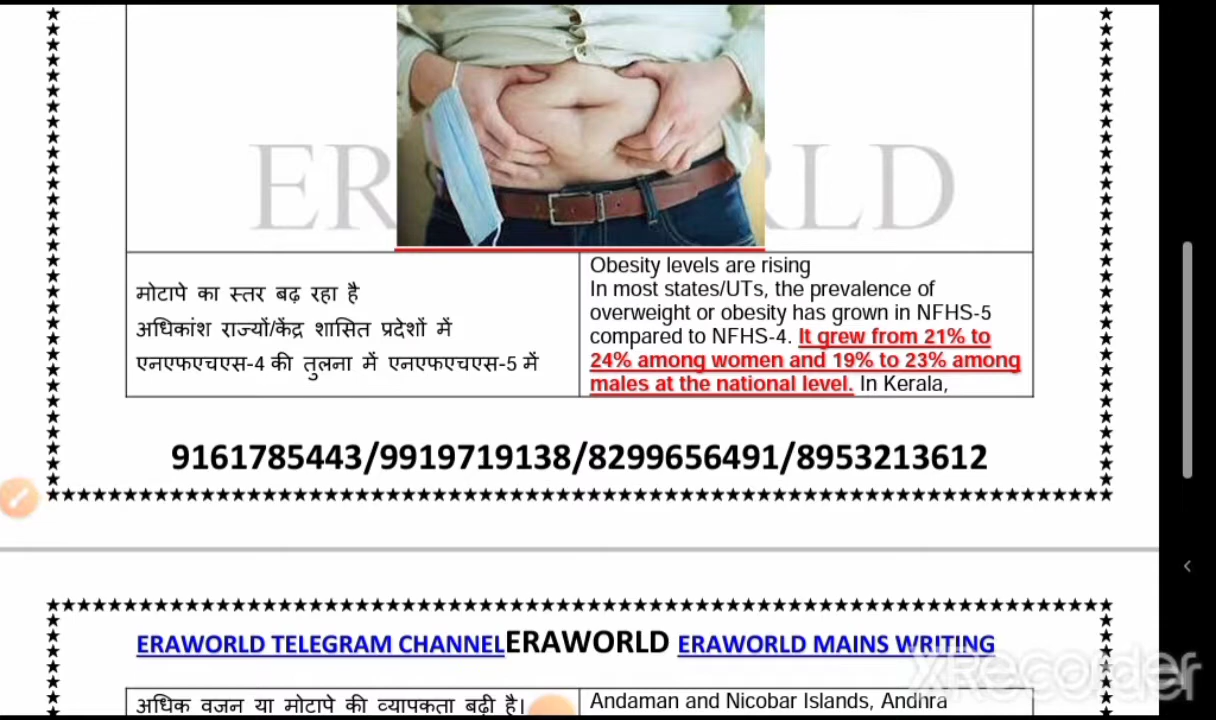 ERAWORLD
मोटापे का स्तर बढ़ रहा है
अधिकांश राज्यों/केंद्र शासित प्रदेशों में
एनएफएचएस-4 की तुलना में एनएफएचएस-5 में
Obesity levels are rising
In most states/UTs, the prevalence of
overweight or obesity has grown in NFHS-5
compared to NFHS-4. It grew from 21% to
24% among women and 19% to 23% among
males at the national level. In Kerala,
9161785443/9919719138/8299656491/8953213612
ERAWORLD TELEGRAM CHANNELERAWORLD ERAWORLD MAINS WRITING
अधिक वजन या मोटापे की व्यापकता बढ़ी है।
Andaman and Nicobar Islands, Andhra
XRecorder